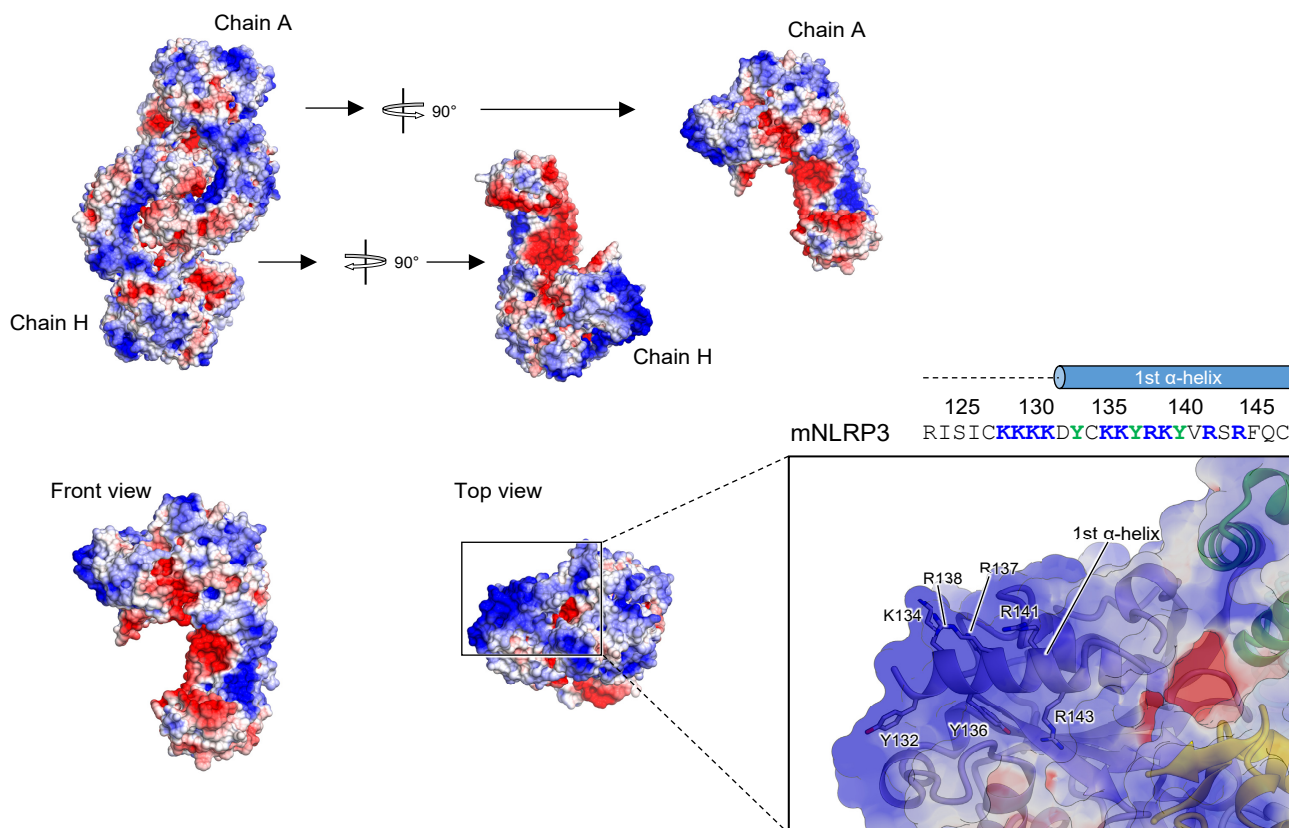 Chain A
Chain A
90°
90°
Chain H
Chain H
1st α-helix
125 130 135 140 145
mNLRP3 RISICKKKKDYCKKYRKYVRSRFQC
Front view
Top view
1st α-helix
R138
R137
K134
R141
R143
Y132
Y136